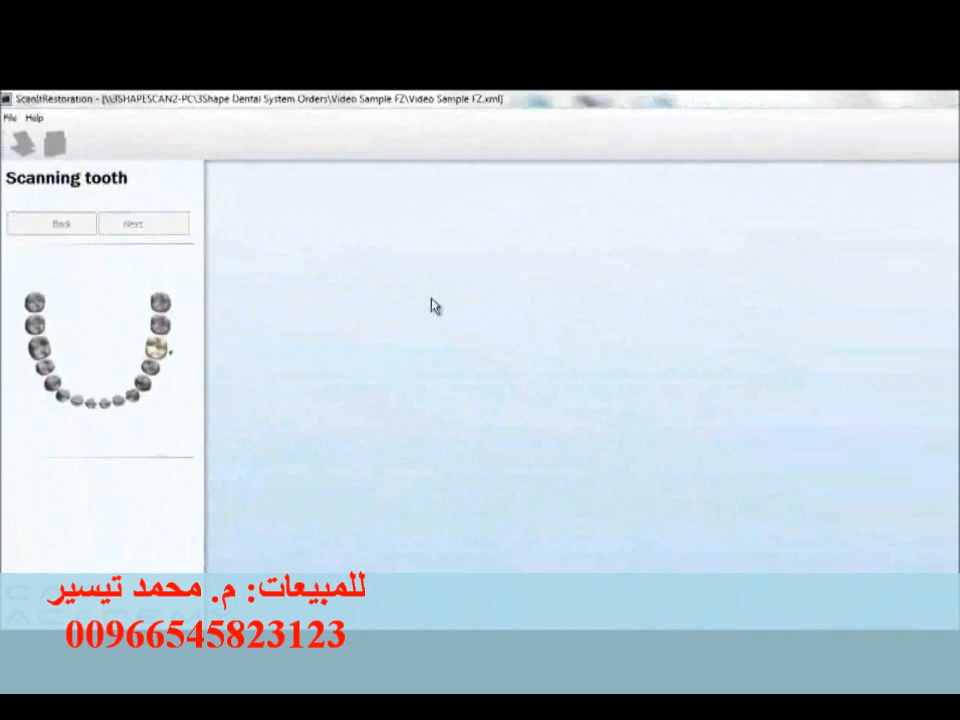 ScanItRestoration - [\\3SHAPESCAN2-PC\3Shape Dental System Orders\Video Sample FZ\Video Sample FZ.xml]
File Help
Scanning tooth
Back Next
للمبيعات: م. محمد تيسير
00966545823123